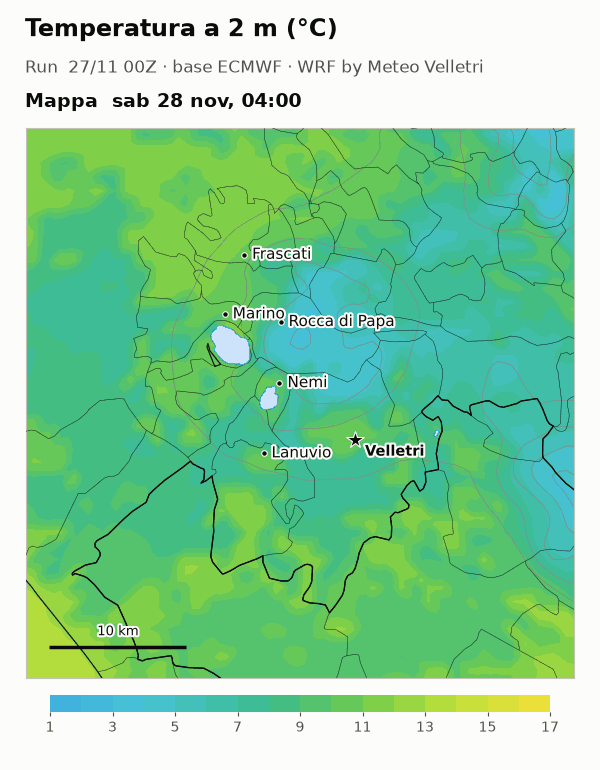 Temperatura a 2 m (°C)
Run  27/11 00Z · base ECMWF · WRF by Meteo Velletri
Mappa  sab 28 nov, 04:00
Frascati
Marino
Rocca di Papa
Nemi
Velletri
Lanuvio
10 km
1 3 5 7 9 11 13 15 17